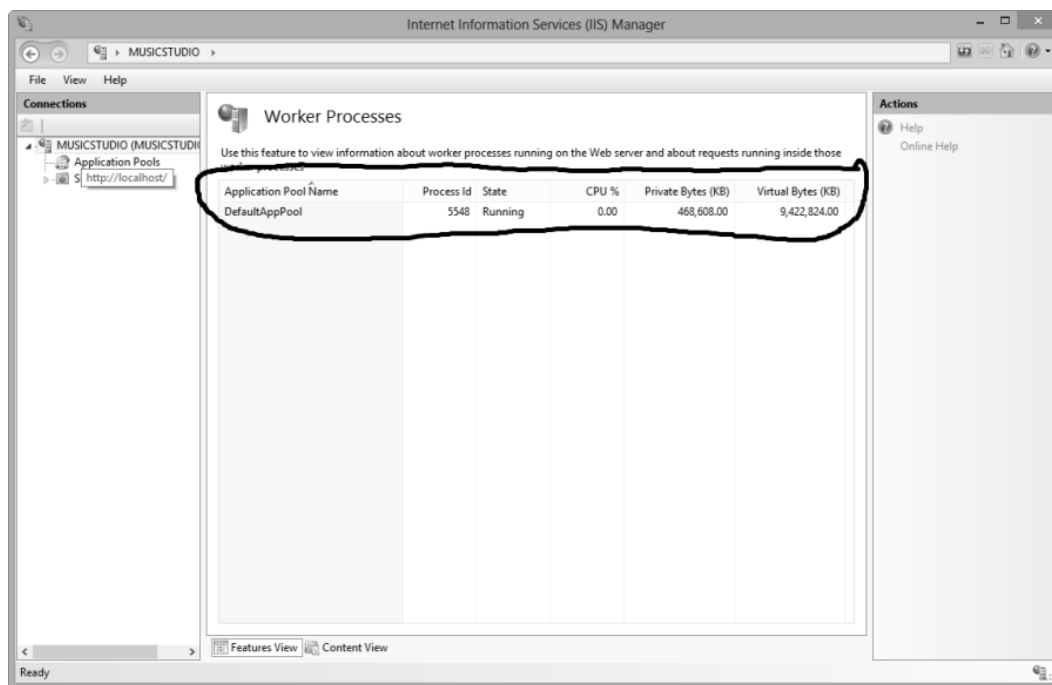 Internet Information Services (IIS) Manager
MUSICSTUDIO
File View Help
Connections
MUSICSTUDIO (MUSICSTUDI
Application Pools
S
http://localhost/
Worker Processes
Use this feature to view information about worker processes running on the Web server and about requests running inside those
worker processes
Application Pool Name Process Id State CPU % Private Bytes (KB) Virtual Bytes (KB)
DefaultAppPool 5548 Running 0.00 468,608.00 9,422,824.00
Features View Content View
Actions
Help
Online Help
Ready